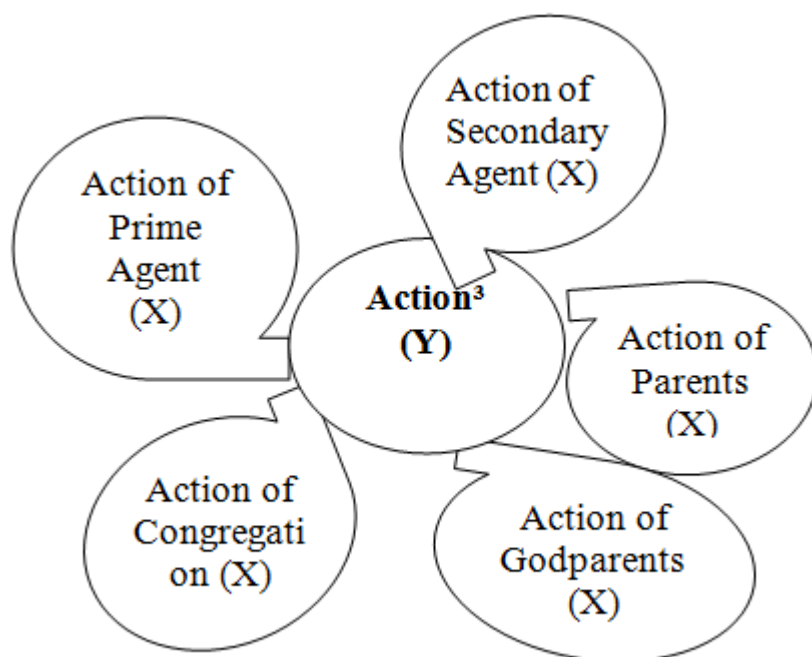 Action of
Secondary
Agent (X)
Action of
Prime
Agent
(X)
Action³
(Y)
Action of
Parents
(X)
Action of
Congregati
on (X)
Action of
Godparents
(X)